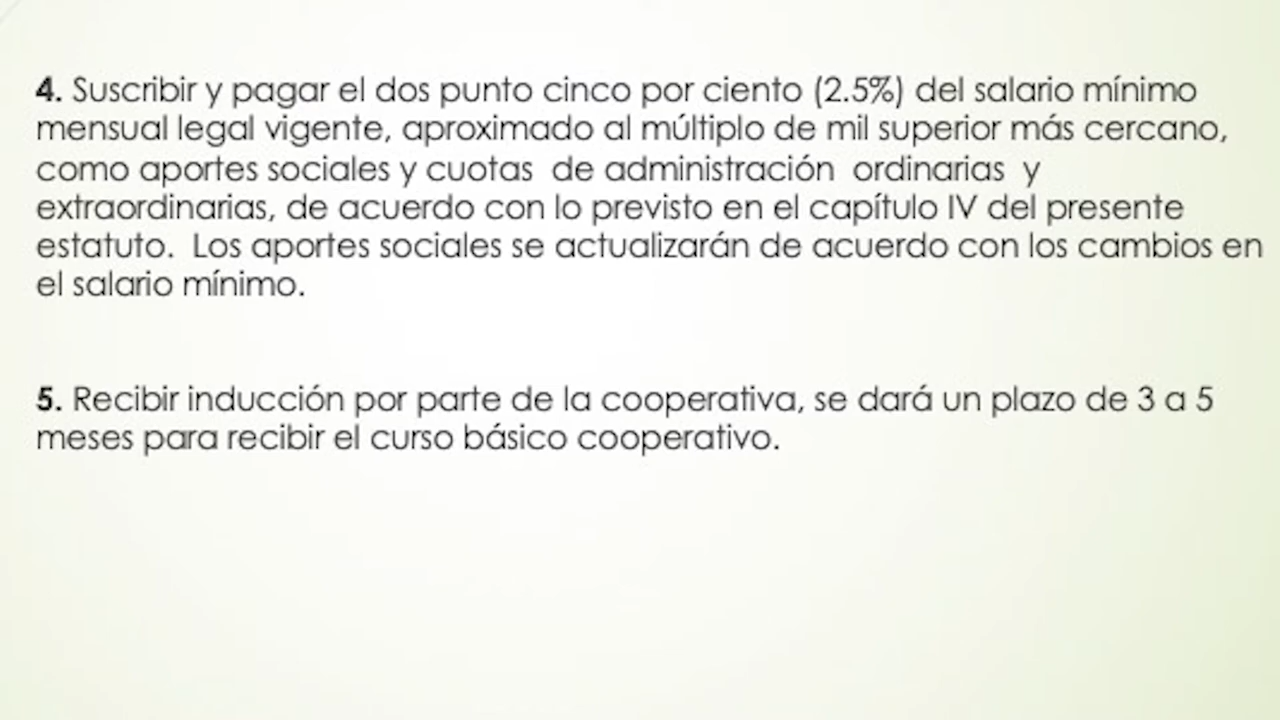 4. Suscribir y pagar el dos punto cinco por ciento (2.5%) del salario mínimo
mensual legal vigente, aproximado al múltiplo de mil superior más cercano,
como aportes sociales y cuotas  de administración  ordinarias  y
extraordinarias, de acuerdo con lo previsto en el capítulo IV del presente
estatuto.  Los aportes sociales se actualizarán de acuerdo con los cambios en
el salario mínimo.
5. Recibir inducción por parte de la cooperativa, se dará un plazo de 3 a 5
meses para recibir el curso básico cooperativo.